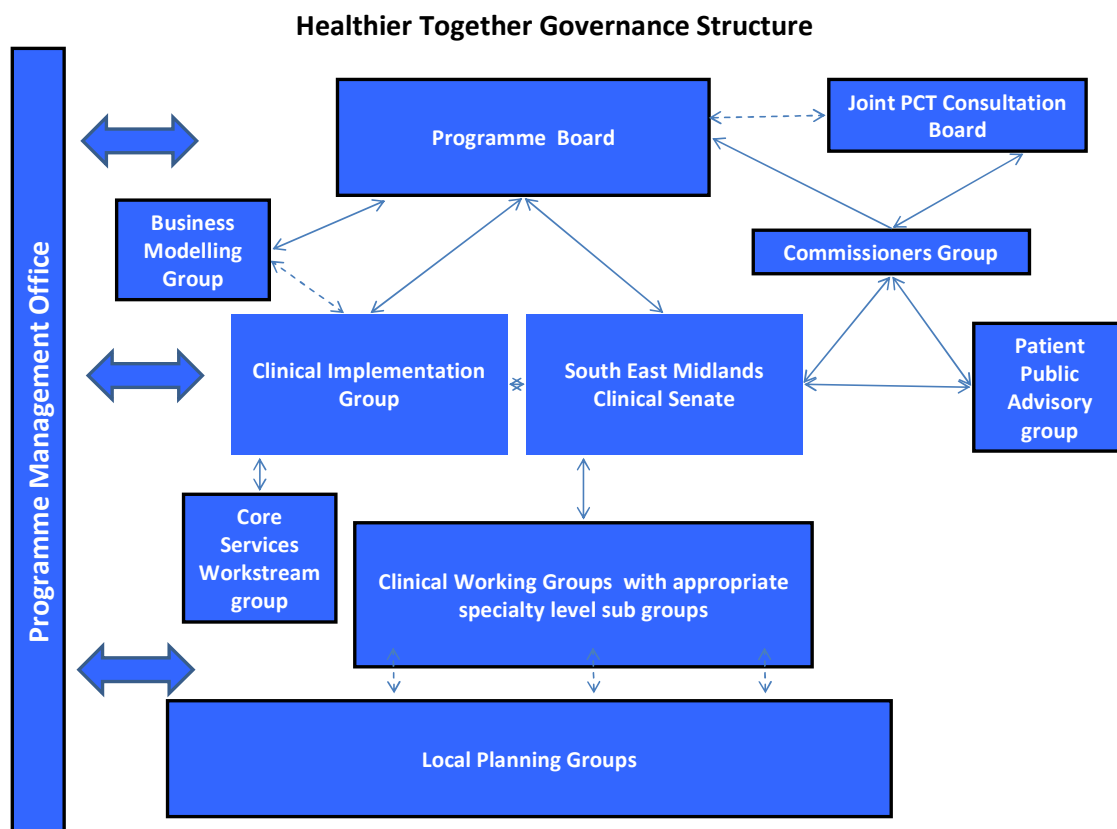 Healthier Together Governance Structure
Programme Management Office
Programme Board
Joint PCT Consultation
Board
Business
Modelling
Group
Commissioners Group
Clinical Implementation
Group
South East Midlands
Clinical Senate
Patient
Public
Advisory
group
Core
Services
Workstream
group
Clinical Working Groups with appropriate
specialty level sub groups
Local Planning Groups